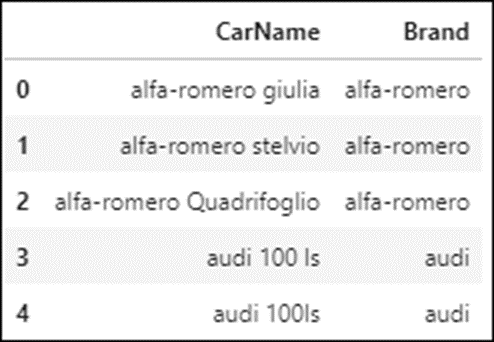 CarName Brand
0 alfa-romero giulia alfa-romero
1 alfa-romero stelvio alfa-romero
2 alfa-romero Quadrifoglio alfa-romero
3 audi 100 ls audi
4 audi 100ls audi